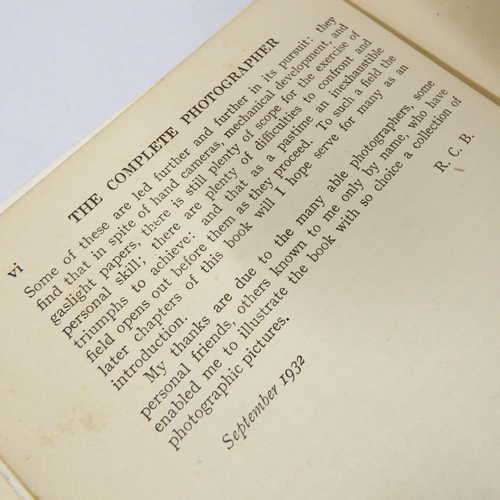 vi
THE COMPLETE PHOTOGRAPHER
Some of these are led further and further in its pursuit: they
find that in spite of hand cameras, mechanical development, and
gaslight papers, there is still plenty of scope for the exercise of
personal skill; there are plenty of difficulties to confront and
triumphs to achieve: and that as a pastime an inexhaustible
field opens out before them as they proceed. To such a field the
later chapters of this book will I hope serve for many as an
introduction.
My thanks are due to the many able photographers, some
personal friends, others known to me only by name, who have
enabled me to illustrate the book with so choice a collection of
photographic pictures.
R. C. B.
September 1932